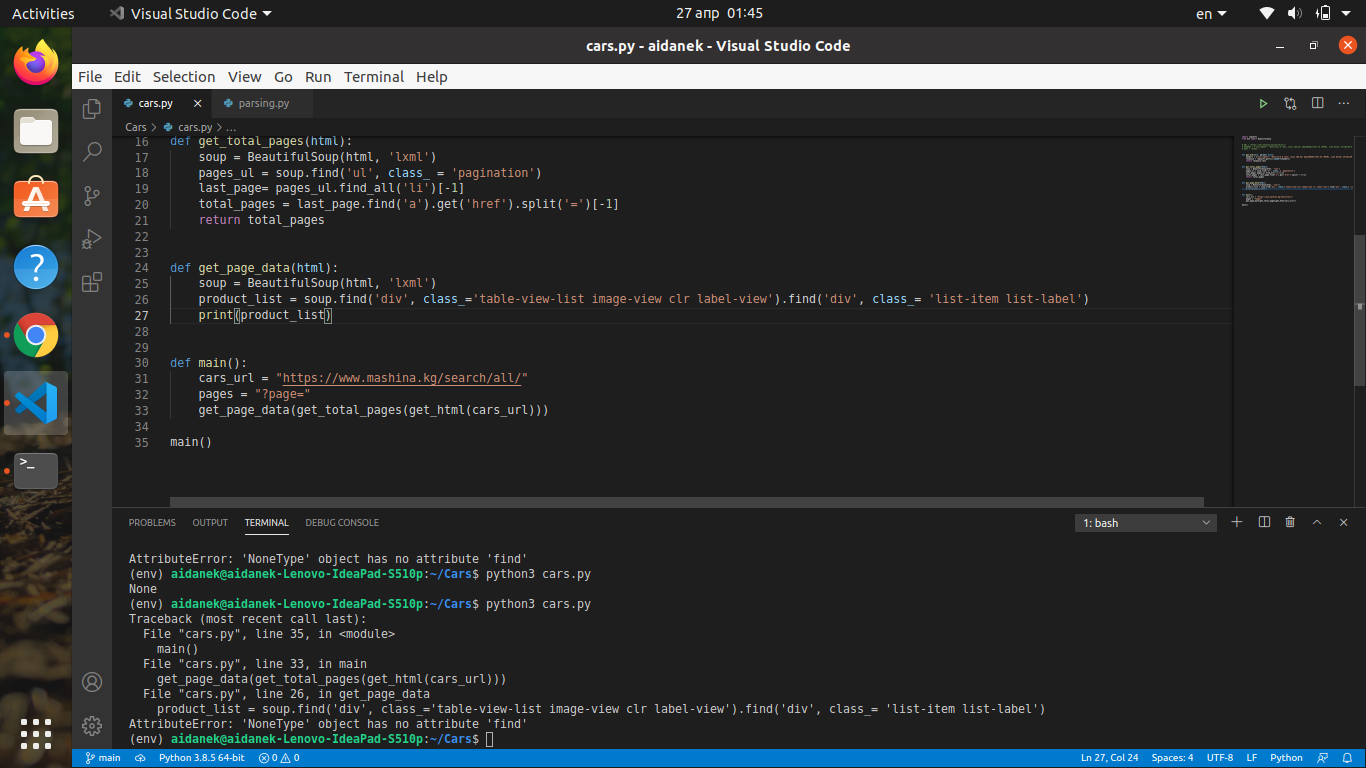 Activities Visual Studio Code 27 апр 01:45 en
cars.py - aidanek - Visual Studio Code
File Edit Selection View Go Run Terminal Help
cars.py parsing.py
Cars > cars.py > ...
16 def get_total_pages(html):
17 soup = BeautifulSoup(html, 'lxml')
18 pages_ul = soup.find('ul', class_ = 'pagination')
19 last_page= pages_ul.find_all('li')[-1]
20 total_pages = last_page.find('a').get('href').split('=')[-1]
21 return total_pages
22
23
24 def get_page_data(html):
25 soup = BeautifulSoup(html, 'lxml')
26 product_list = soup.find('div', class_='table-view-list image-view clr label-view').find('div', class_= 'list-item list-label')
27 print(product_list)
28
29
30 def main():
31 cars_url = "https://www.mashina.kg/search/all/"
32 pages = "?page="
33 get_page_data(get_total_pages(get_html(cars_url)))
34
35 main()
PROBLEMS OUTPUT TERMINAL DEBUG CONSOLE 1: bash
AttributeError: 'NoneType' object has no attribute 'find'
(env) aidanek@aidanek-Lenovo-IdeaPad-S510p:~/Cars$ python3 cars.py
None
(env) aidanek@aidanek-Lenovo-IdeaPad-S510p:~/Cars$ python3 cars.py
Traceback (most recent call last):
File "cars.py", line 35, in <module>
main()
File "cars.py", line 33, in main
get_page_data(get_total_pages(get_html(cars_url)))
File "cars.py", line 26, in get_page_data
product_list = soup.find('div', class_='table-view-list image-view clr label-view').find('div', class_= 'list-item list-label')
AttributeError: 'NoneType' object has no attribute 'find'
(env) aidanek@aidanek-Lenovo-IdeaPad-S510p:~/Cars$
main Python 3.8.5 64-bit 0 0 Ln 27, Col 24 Spaces: 4 UTF-8 LF Python